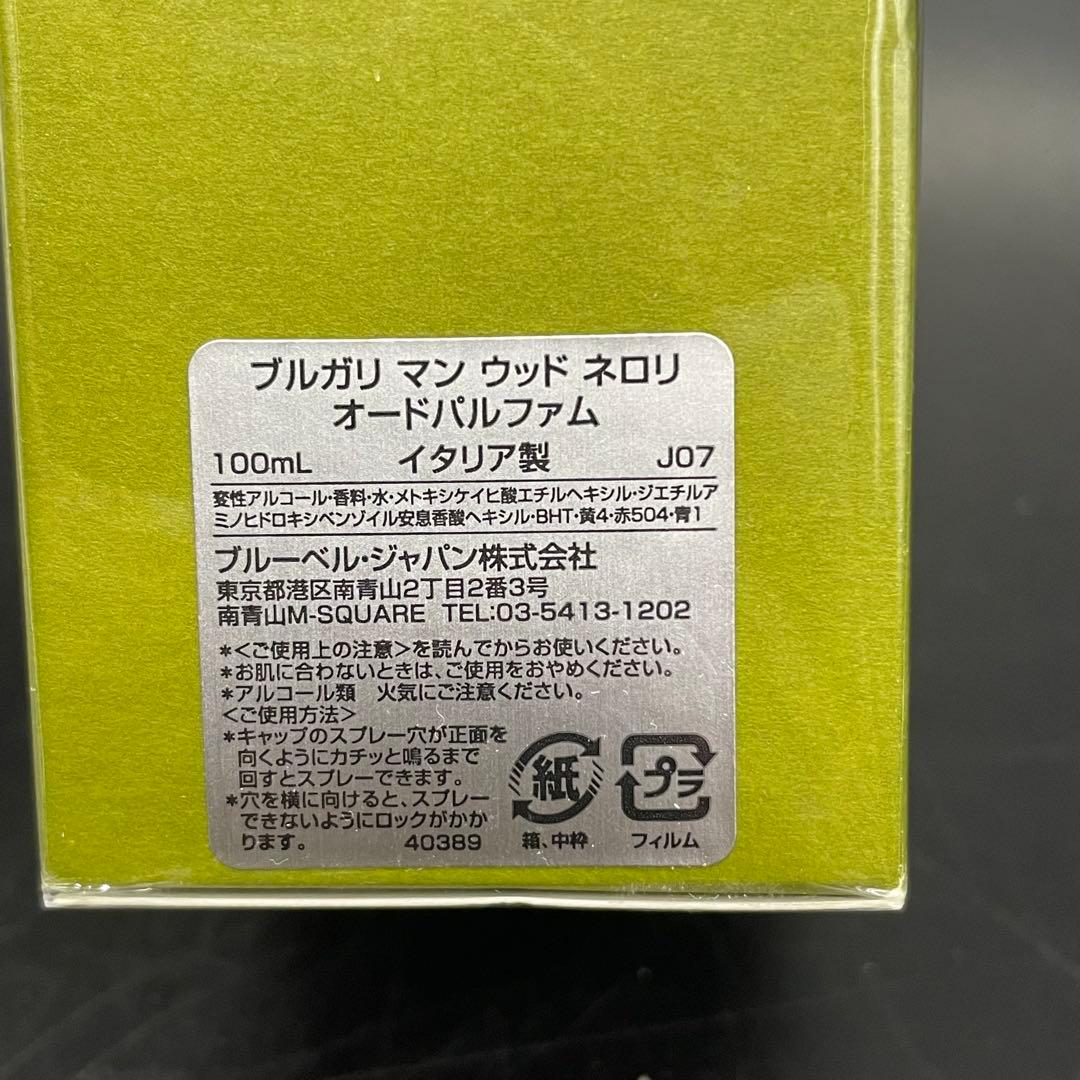 ブルガリ マン ウッド ネロリ
オードパルファム
100mL イタリア製 J07
変性アルコール・香料・水・メトキシケイヒ酸エチルヘキシル・ジエチルア
ミノヒドロキシベンゾイル安息香酸ヘキシル・BHT・黄4・赤504・青1
ブルーベル・ジャパン株式会社
東京都港区南青山2丁目2番3号
南青山M-SQUARE TEL:03-5413-1202
*<ご使用上の注意>を読んでからお使いください。
*お肌に合わないときは、ご使用をおやめください。
*アルコール類 火気にご注意ください。
<ご使用方法>
*キャップのスプレー穴が正面を
向くようにカチッと鳴るまで
回すとスプレーできます。
*穴を横に向けると、スプレー
できないようにロックがかか
ります。 40389
紙
箱、中枠
プラ
フィルム